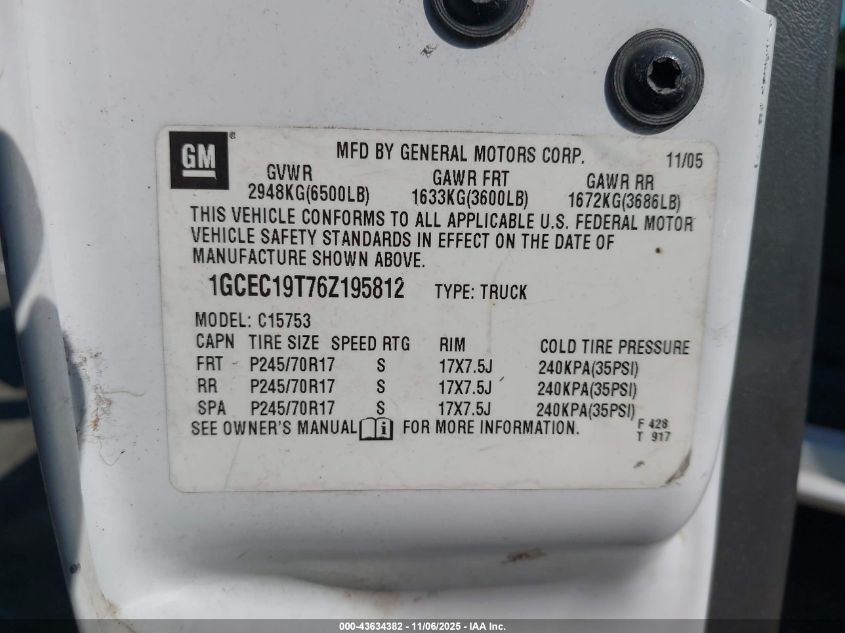 GM ®
MFD BY GENERAL MOTORS CORP. 11/05
GVWR GAWR FRT GAWR RR
2948KG(6500LB) 1633KG(3600LB) 1672KG(3686LB)
THIS VEHICLE CONFORMS TO ALL APPLICABLE U.S. FEDERAL MOTOR
VEHICLE SAFETY STANDARDS IN EFFECT ON THE DATE OF
MANUFACTURE SHOWN ABOVE.
1GCEC19T76Z195812 TYPE: TRUCK
MODEL: C15753
CAPN TIRE SIZE SPEED RTG RIM COLD TIRE PRESSURE
FRT P245/70R17 S 17X7.5J 240KPA(35PSI)
RR P245/70R17 S 17X7.5J 240KPA(35PSI)
SPA P245/70R17 S 17X7.5J 240KPA(35PSI)
SEE OWNER'S MANUAL i FOR MORE INFORMATION.
F 428
T 917
000-43634382 - 11/06/2025 - IAA Inc.